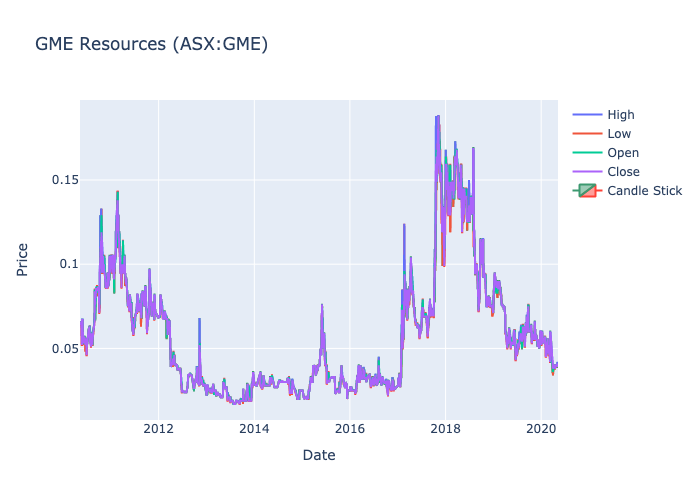 GME Resources (ASX:GME)
High
Low
Open
Close
Candle Stick
0.15
0.1
0.05
Price
2012
2014
2016
2018
2020
Date